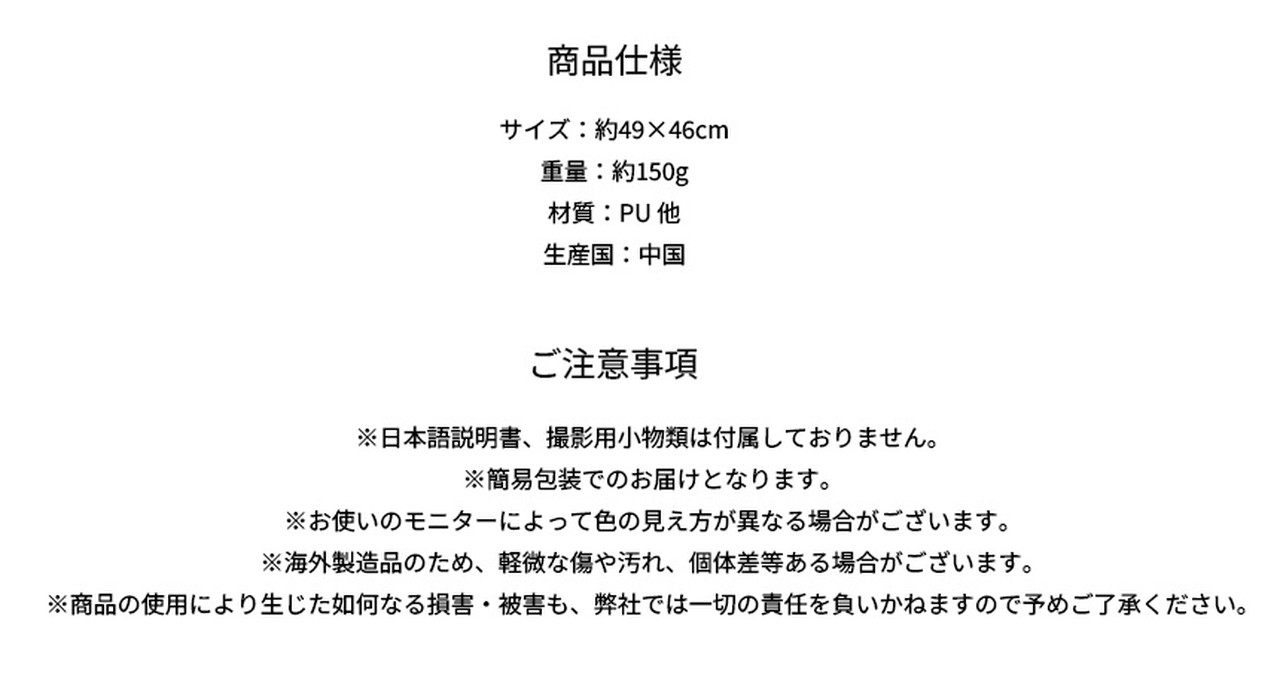 商品仕様
サイズ：約49×46cm
重量：約150g
材質：PU 他
生産国：中国
ご注意事項
※日本語説明書、撮影用小物類は付属しておりません。
※簡易包装でのお届けとなります。
※お使いのモニターによって色の見え方が異なる場合がございます。
※海外製造品のため、軽微な傷や汚れ、個体差等ある場合がございます。
※商品の使用により生じた如何なる損害・被害も、弊社では一切の責任を負いかねますので予めご了承ください。